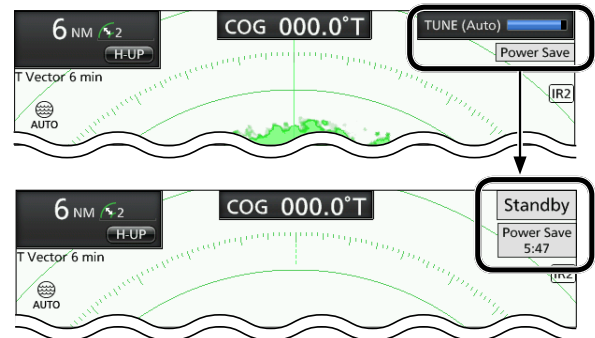 6 NM 2
H-UP
COG 000.0°T
TUNE (Auto)
Power Save
T Vector 6 min
AUTO
IR2
6 NM 2
H-UP
COG 000.0°T
Standby
Power Save
5:47
T Vector 6 min
AUTO
IR2